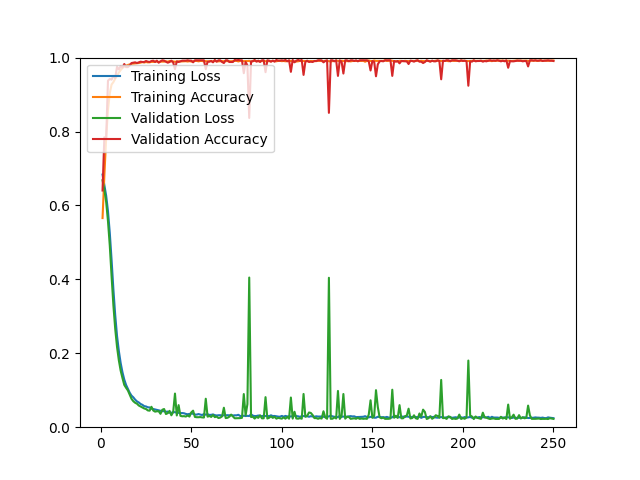 1.0
0.8
0.6
0.4
0.2
0.0
Training Loss
Training Accuracy
Validation Loss
Validation Accuracy
0 50 100 150 200 250